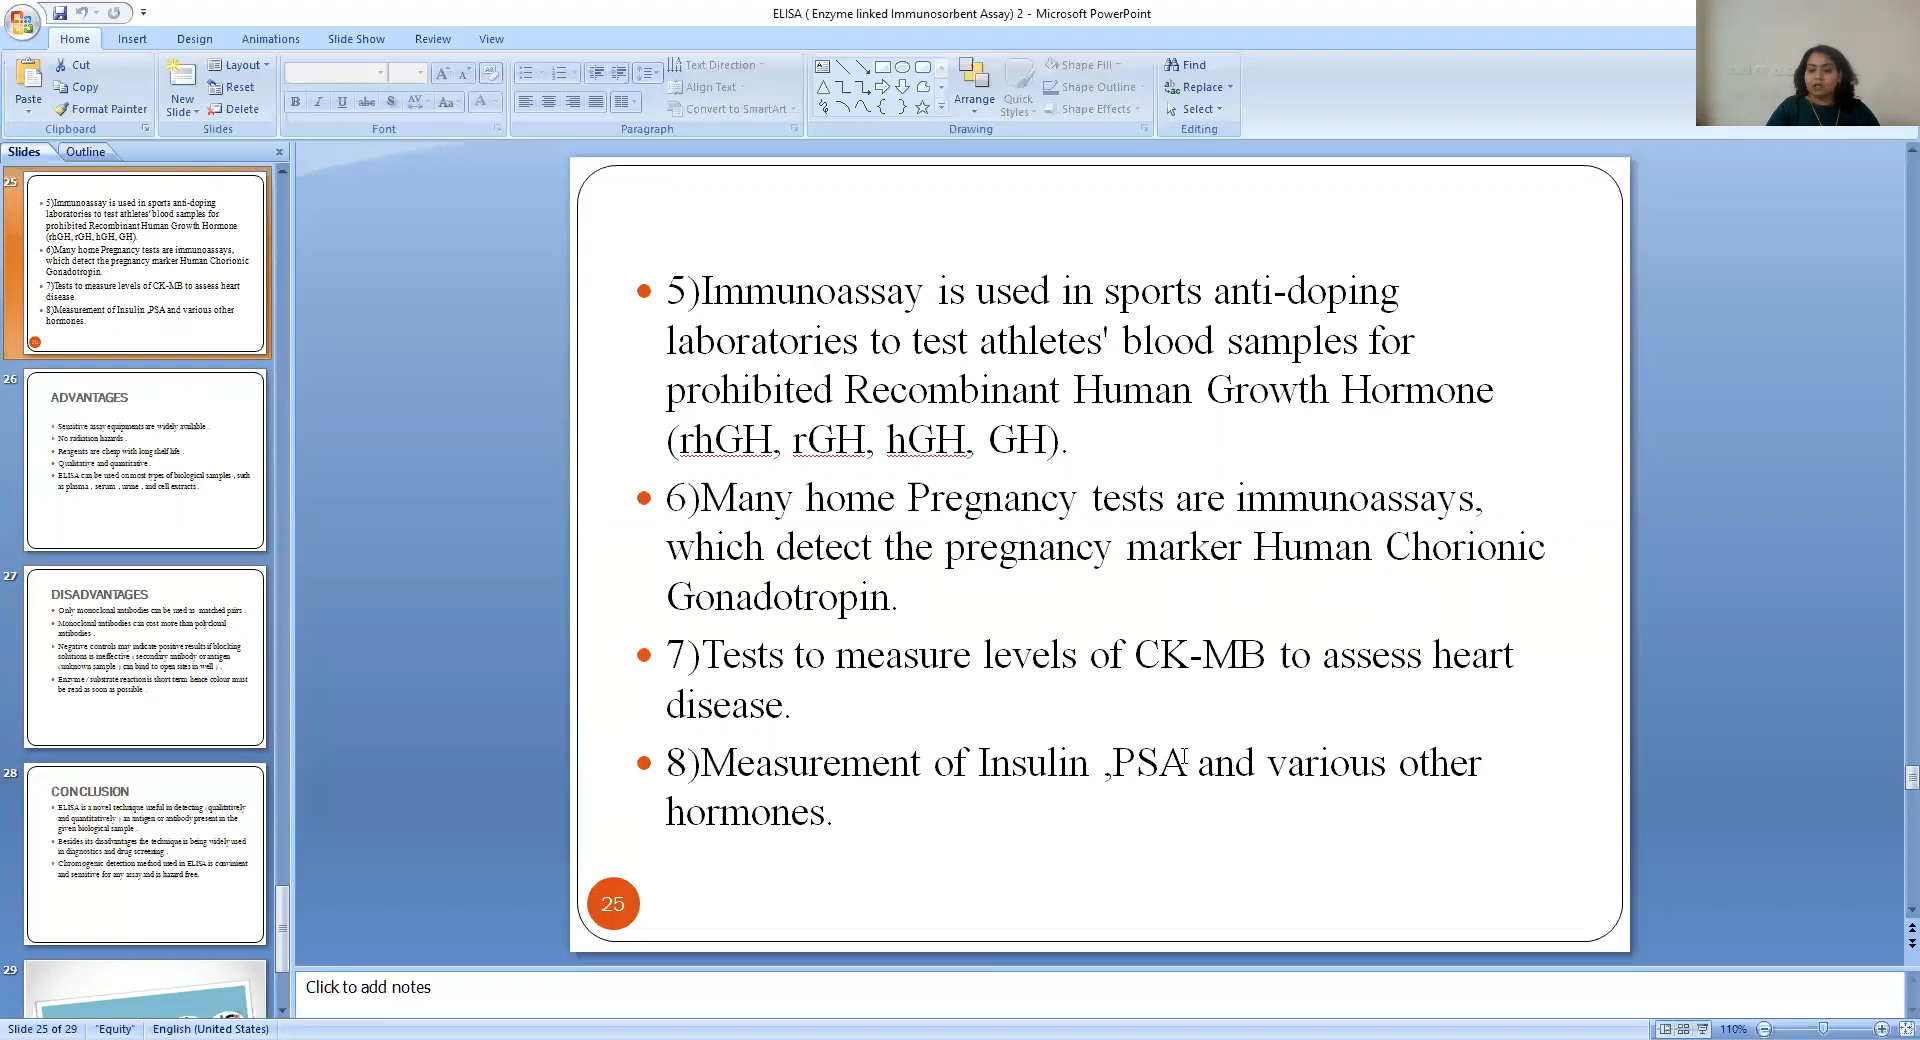 ELISA ( Enzyme linked Immunosorbent Assay) 2 - Microsoft PowerPoint
Home Insert Design Animations Slide Show Review View
Paste
Cut
Copy
Format Painter
Clipboard
New
Slide
Layout
Reset
Delete
Slides
B I U abc S AV Aa A
Font
Text Direction
Align Text
Convert to SmartArt
Paragraph
Arrange
Quick
Styles
Shape Fill
Shape Outline
Shape Effects
Drawing
Find
Replace
Select
Editing
Slides Outline x
25
5)Immunoassay is used in sports anti-doping
laboratories to test athletes' blood samples for
prohibited Recombinant Human Growth Hormone
(rhGH, rGH, hGH, GH).
6)Many home Pregnancy tests are immunoassays,
which detect the pregnancy marker Human Chorionic
Gonadotropin.
7)Tests to measure levels of CK-MB to assess heart
disease.
8)Measurement of Insulin ,PSA and various other
hormones.
26
ADVANTAGES
Sensitive assay equipments are widely available .
No radiation hazards .
Reagents are cheap with long shelf life .
Qualitative and quantitative .
ELISA can be used on most types of biological samples , such
as plasma , serum , urine , and cell extracts .
27
DISADVANTAGES
Only monoclonal antibodies can be used as matched pairs .
Monoclonal antibodies can cost more than polyclonal
antibodies .
Negative controls may indicate positive results if blocking
solutions is ineffective ( secondary antibody or antigen
(unknown sample ) can bind to open sites in well ) .
Enzyme / substrate reaction is short term hence colour must
be read as soon as possible .
28
CONCLUSION
ELISA is a novel technique useful in detecting (qualitatively
and quantitatively ) an antigen or antibody present in the
given biological sample .
Besides its disadvantages the technique is being widely used
in diagnostics and drug screening .
Chromogenic detection method used in ELISA is convinient
and sensitive for any assay and is hazard free.
29
5)Immunoassay is used in sports anti-doping
laboratories to test athletes' blood samples for
prohibited Recombinant Human Growth Hormone
(rhGH, rGH, hGH, GH).
6)Many home Pregnancy tests are immunoassays,
which detect the pregnancy marker Human Chorionic
Gonadotropin.
7)Tests to measure levels of CK-MB to assess heart
disease.
8)Measurement of Insulin ,PSA and various other
hormones.
25
Click to add notes
Slide 25 of 29 "Equity" English (United States) 110%